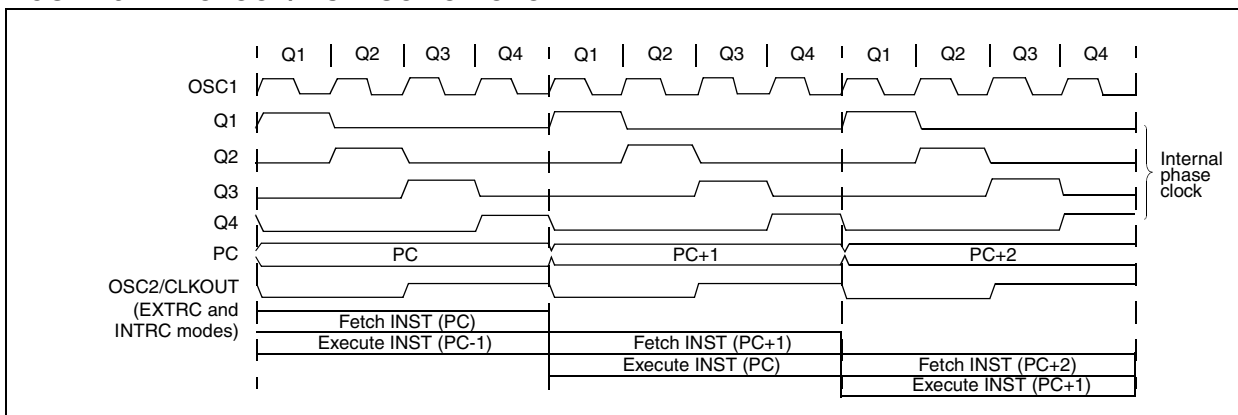 Q1 Q2 Q3 Q4 Q1 Q2 Q3 Q4 Q1 Q2 Q3 Q4
OSC1
Q1
Q2
Q3
Q4
Internal
phase
clock
PC
PC
PC+1
PC+2
OSC2/CLKOUT
(EXTRC and
INTRC modes)
Fetch INST (PC)
Execute INST (PC-1)
Fetch INST (PC+1)
Execute INST (PC)
Fetch INST (PC+2)
Execute INST (PC+1)